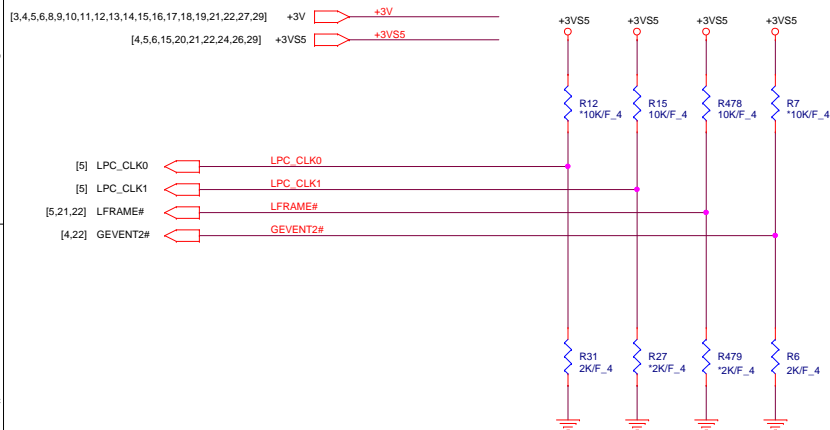 [3,4,5,6,8,9,10,11,12,13,14,15,16,17,18,19,21,22,27,29] +3V +3V
[4,5,6,15,20,21,22,24,26,29] +3VS5 +3VS5
+3VS5 +3VS5 +3VS5 +3VS5
R12 R15 R478 R7
*10K/F_4 10K/F_4 10K/F_4 *10K/F_4
[5] LPC_CLK0 LPC_CLK0
[5] LPC_CLK1 LPC_CLK1
[5,21,22] LFRAME# LFRAME#
[4,22] GEVENT2# GEVENT2#
R31 R27 R479 R6
2K/F_4 *2K/F_4 *2K/F_4 2K/F_4